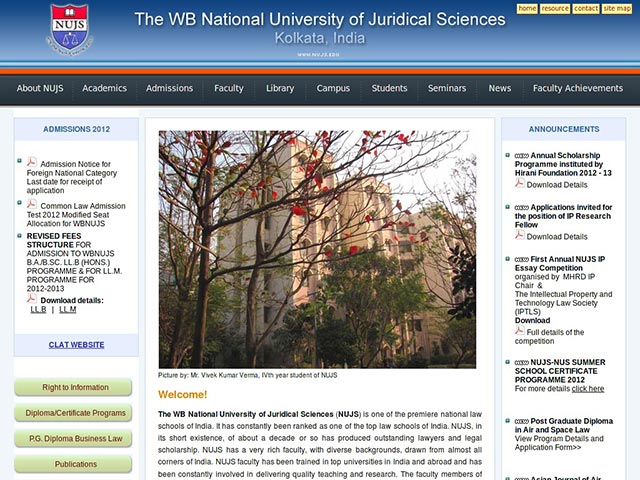 NUJS
The WB National University of Juridical Sciences
Kolkata, India
WWW.NUJS.EDU
home resource contact site map
About NUJS Academics Admissions Faculty Library Campus Students Seminars News Faculty Achievements
ADMISSIONS 2012
Admission Notice for
Foreign National Category
Last date for receipt of
application
Common Law Admission
Test 2012 Modified Seat
Allocation for WBNUJS
REVISED FEES
STRUCTURE FOR
ADMISSION TO WBNUJS
B.A./B.SC. LL.B (HONS.)
PROGRAMME & FOR LL.M.
PROGRAMME FOR
2012-2013
Download details:
LL.B | LL.M
CLAT WEBSITE
Right to Information
Diploma/Certificate Programs
P.G. Diploma Business Law
Publications
Picture by: Mr. Vivek Kumar Verma, IVth year student of NUJS
Welcome!
The WB National University of Juridical Sciences (NUJS) is one of the premiere national law
schools of India. It has constantly been ranked as one of the top law schools of India. NUJS, in
its short existence, of about a decade or so has produced outstanding lawyers and legal
scholarship. NUJS has a very rich faculty, with diverse backgrounds, drawn from almost all
corners of India. NUJS faculty has been trained in top universities in India and abroad and has
been constantly involved in delivering quality teaching and research. The faculty members of
ANNOUNCEMENTS
Annual Scholarship
Programme instituted by
Hirani Foundation 2012 - 13
Download Details
Applications invited for
the position of IP Research
Fellow
Download Details
First Annual NUJS IP
Essay Competition
organised by MHRD IP
Chair &
The Intellectual Property and
Technology Law Society
(IPTLS)
Download
Full details of the
competition
NUJS-NUS SUMMER
SCHOOL CERTIFICATE
PROGRAMME 2012
For more details click here
Post Graduate Diploma
in Air and Space Law
View Program Details and
Application Form>>
Asian Journal of Air